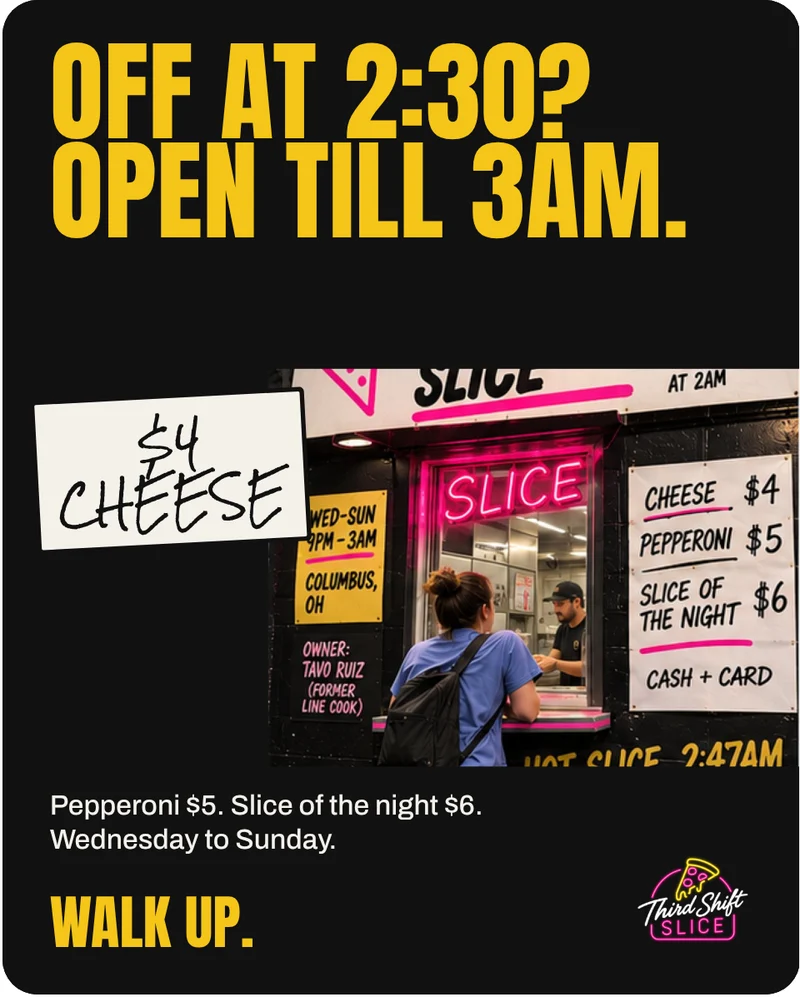 OFF AT 2:30?
OPEN TILL 3AM.
$4
CHEESE
SLICE
AT 2AM
SLICE
WED-SUN
9PM - 3AM
COLUMBUS,
OH
OWNER:
TAVO RUIZ
(FORMER
LINE COOK)
CHEESE $4
PEPPERONI $5
SLICE OF
THE NIGHT $6
CASH + CARD
HOT SLICE 2:47AM
Pepperoni $5. Slice of the night $6.
Wednesday to Sunday.
WALK UP.
Third Shift
SLICE